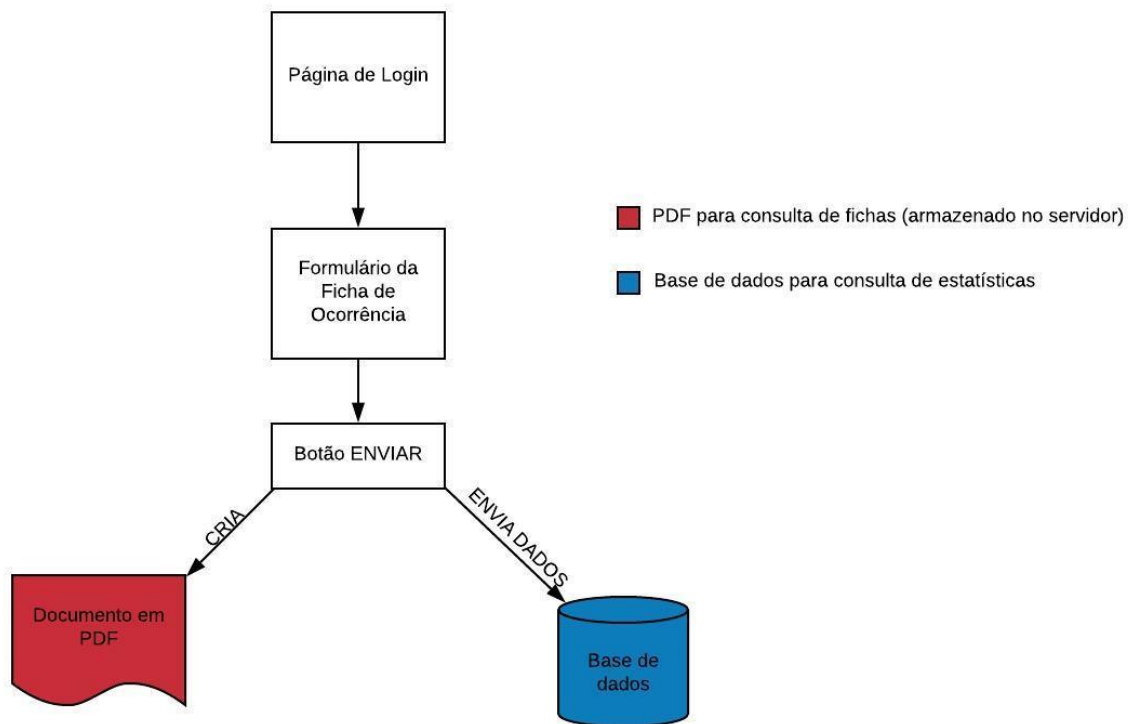 Página de Login
PDF para consulta de fichas (armazenado no servidor)
Formulário da
Ficha de
Ocorrência
Base de dados para consulta de estatísticas
Botão ENVIAR
CRIA
ENVIA DADOS
Documento em
PDF
Base de
dados